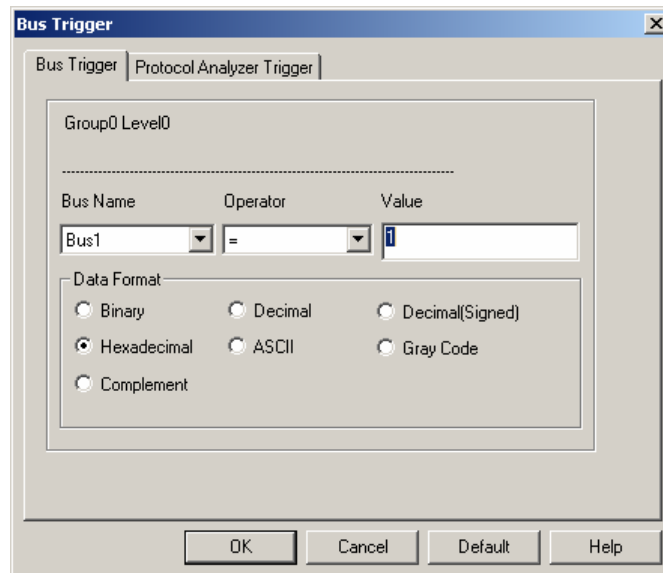 Bus Trigger
Bus Trigger Protocol Analyzer Trigger
Group0 Level0
--------------------------------------------------------------------------------
Bus Name Operator Value
Bus1 = 1
Data Format
Binary Decimal Decimal(Signed)
Hexadecimal ASCII Gray Code
Complement
OK Cancel Default Help